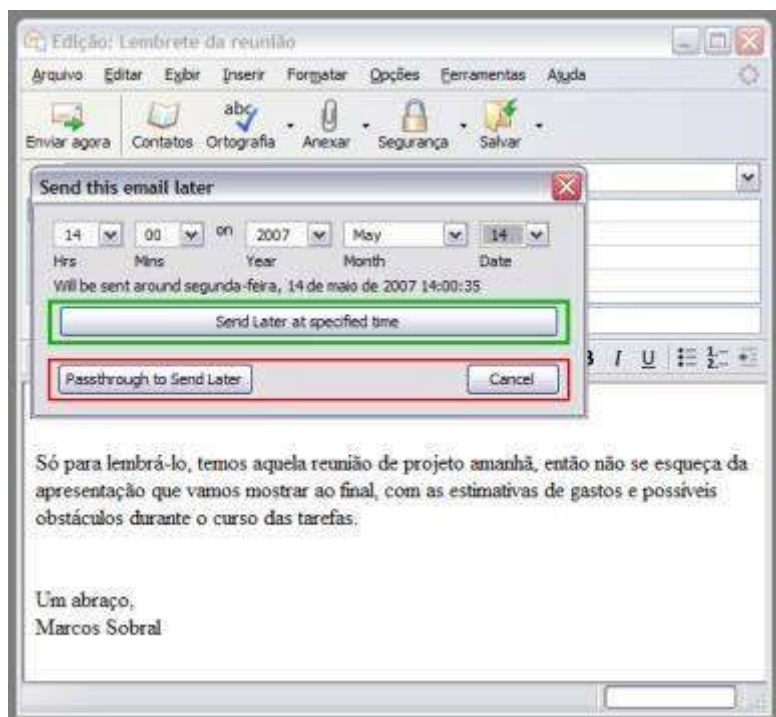 Edição: Lembrete da reunião
Arquivo Editar Exibir Inserir Formatar Opções Ferramentas Ajuda
Enviar agora Contatos Ortografia Anexar Segurança Salvar
Send this email later
14 00 on 2007 May 14
Hrs Mins Year Month Date
Will be sent around segunda-feira, 14 de maio de 2007 14:00:35
Send Later at specified time
Passthrough to Send Later Cancel
I U
Só para lembrá-lo, temos aquela reunião de projeto amanhã, então não se esqueça da
apresentação que vamos mostrar ao final, com as estimativas de gastos e possíveis
obstáculos durante o curso das tarefas.
Um abraço,
Marcos Sobral